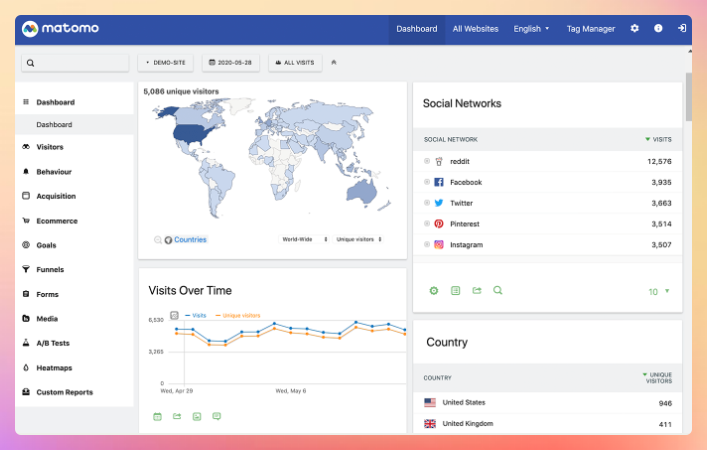 matomo
Dashboard All Websites English Tag Manager
DEMO-SITE 2020-05-28 ALL VISITS
Dashboard
Dashboard
Visitors
Behaviour
Acquisition
Ecommerce
Goals
Funnels
Forms
Media
A/B Tests
Heatmaps
Custom Reports
5,086 unique visitors
Countries World-Wide Unique visitors
Visits Over Time
Visits Unique visitors
6,530
3,265
0
Wed, Apr 29 Wed, May 6
Social Networks
SOCIAL NETWORK VISITS
reddit 12,576
Facebook 3,935
Twitter 3,663
Pinterest 3,514
Instagram 3,507
10
Country
COUNTRY UNIQUE
VISITORS
United States 946
United Kingdom 411